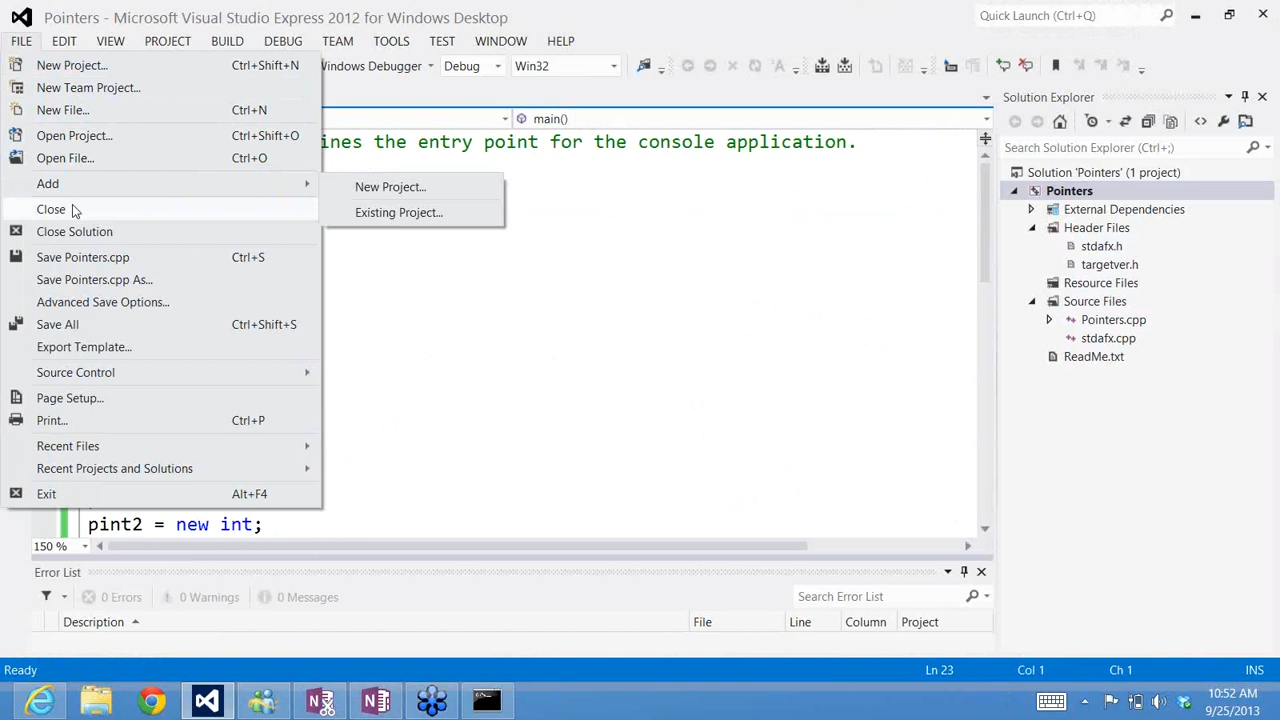 Pointers - Microsoft Visual Studio Express 2012 for Windows Desktop
Quick Launch (Ctrl+Q)
FILE EDIT VIEW PROJECT BUILD DEBUG TEAM TOOLS TEST WINDOW HELP
New Project... Ctrl+Shift+N
Windows Debugger Debug Win32
New Team Project...
New File... Ctrl+N
Open Project... Ctrl+Shift+O
Open File... Ctrl+O
Add
Close
Close Solution
Save Pointers.cpp Ctrl+S
Save Pointers.cpp As...
Advanced Save Options...
Save All Ctrl+Shift+S
Export Template...
Source Control
Page Setup...
Print... Ctrl+P
Recent Files
Recent Projects and Solutions
Exit Alt+F4
New Project...
Existing Project...
main()
ines the entry point for the console application.
pint2 = new int;
150 %
Solution Explorer
Search Solution Explorer (Ctrl+;)
Solution 'Pointers' (1 project)
Pointers
External Dependencies
Header Files
stdafx.h
targetver.h
Resource Files
Source Files
Pointers.cpp
stdafx.cpp
ReadMe.txt
Error List
0 Errors 0 Warnings 0 Messages
Search Error List
Description File Line Column Project
Ready Ln 23 Col 1 Ch 1 INS
10:52 AM
9/25/2013